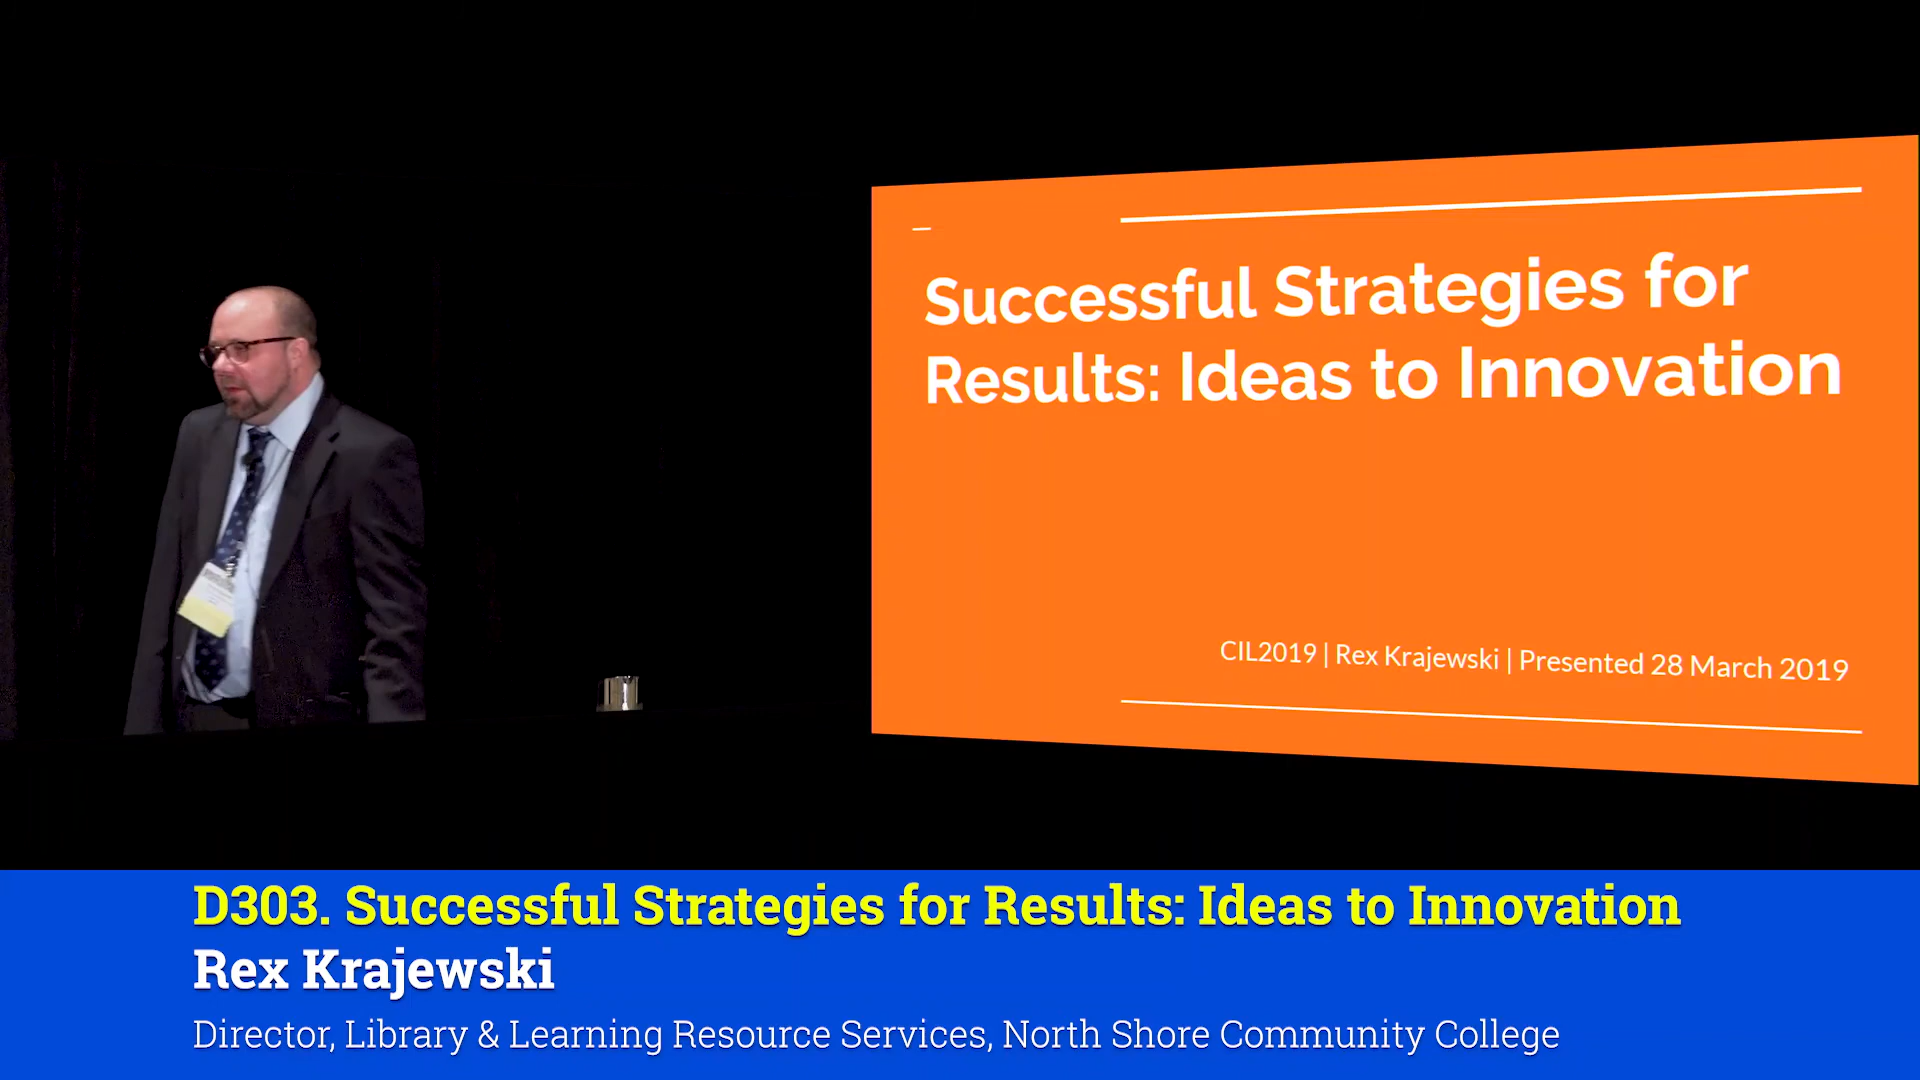 Successful Strategies for
Results: Ideas to Innovation
CIL2019 | Rex Krajewski | Presented 28 March 2019
D303. Successful Strategies for Results: Ideas to Innovation
Rex Krajewski
Director, Library & Learning Resource Services, North Shore Community College